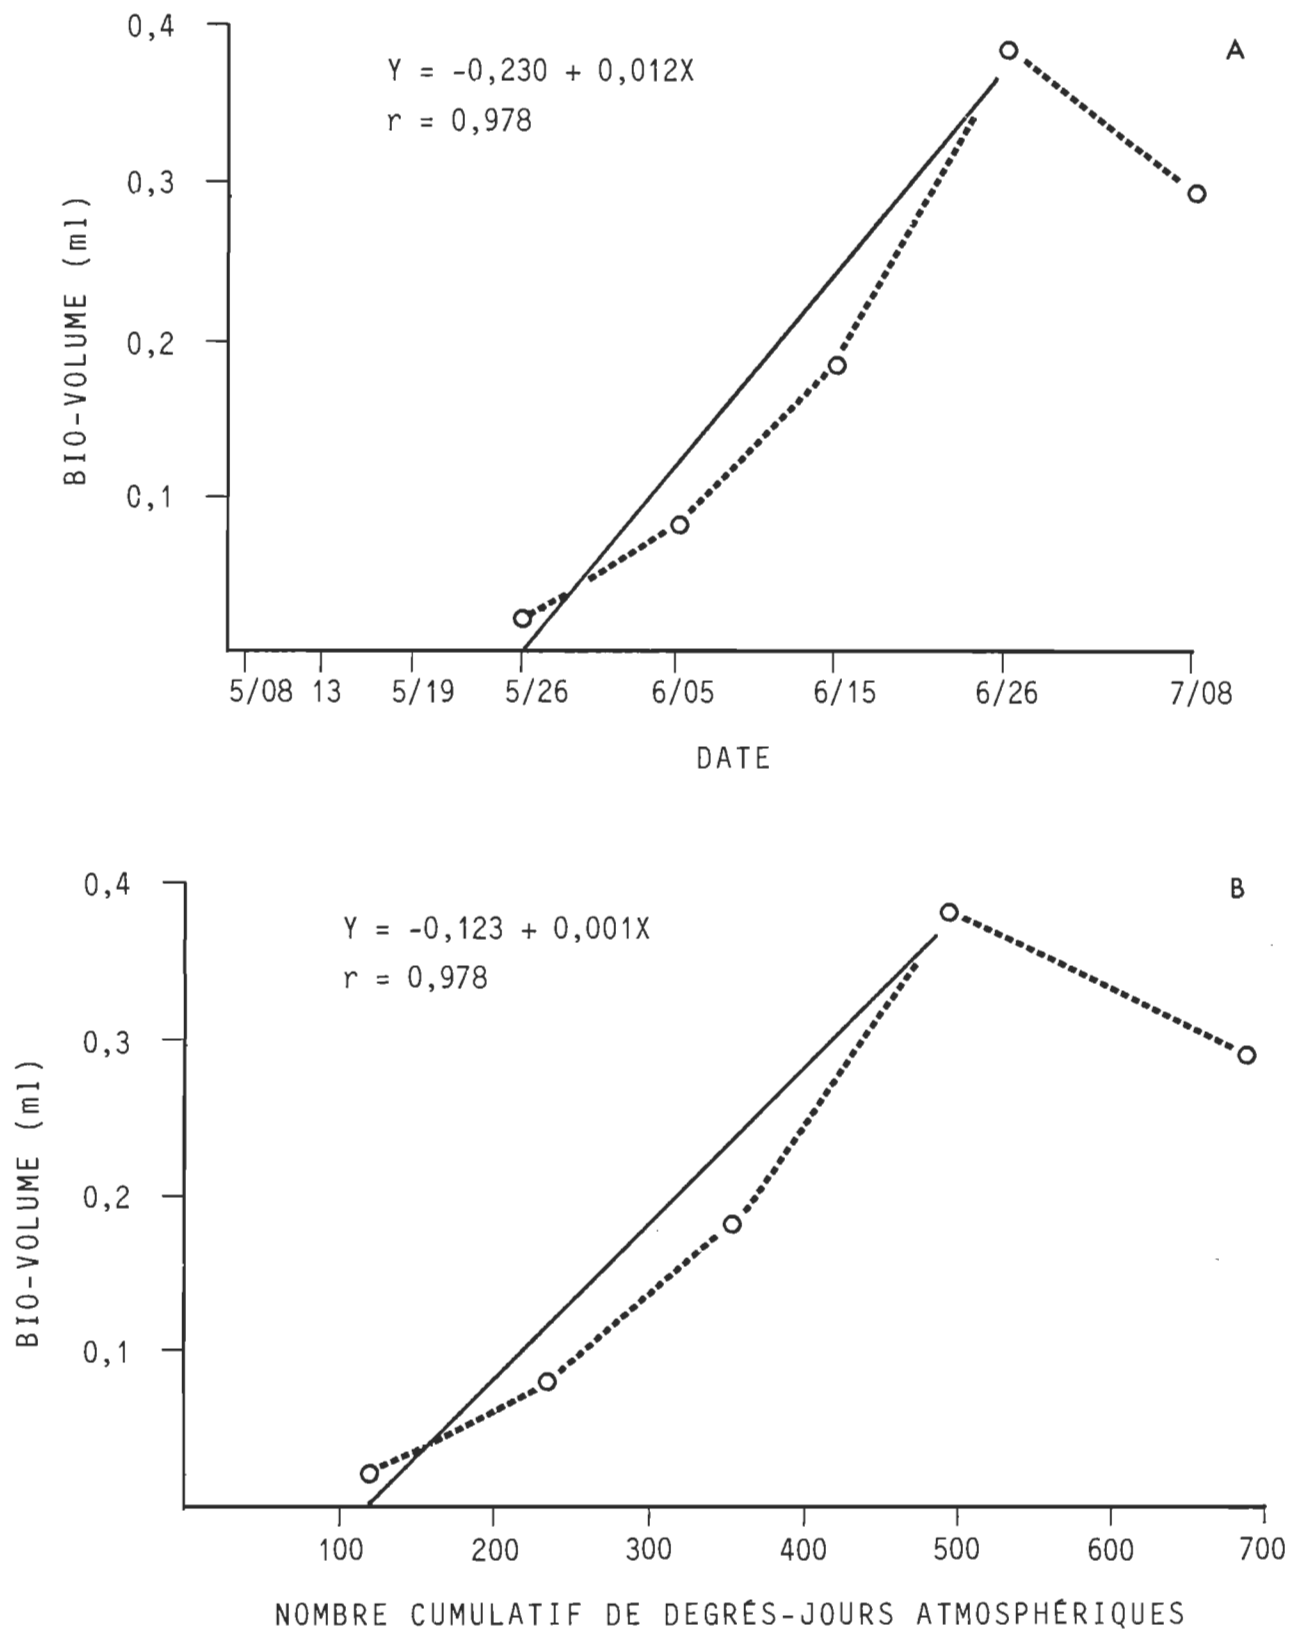 0,4
A
Y = -0,230 + 0,012X
r = 0,978
0,3
BIO-VOLUME (ml)
0,2
0,1
5/08 13 5/19 5/26 6/05 6/15 6/26 7/08
DATE
0,4
B
Y = -0,123 + 0,001X
r = 0,978
0,3
BIO-VOLUME (ml)
0,2
0,1
100 200 300 400 500 600 700
NOMBRE CUMULATIF DE DEGRÉS-JOURS ATMOSPHÉRIQUES